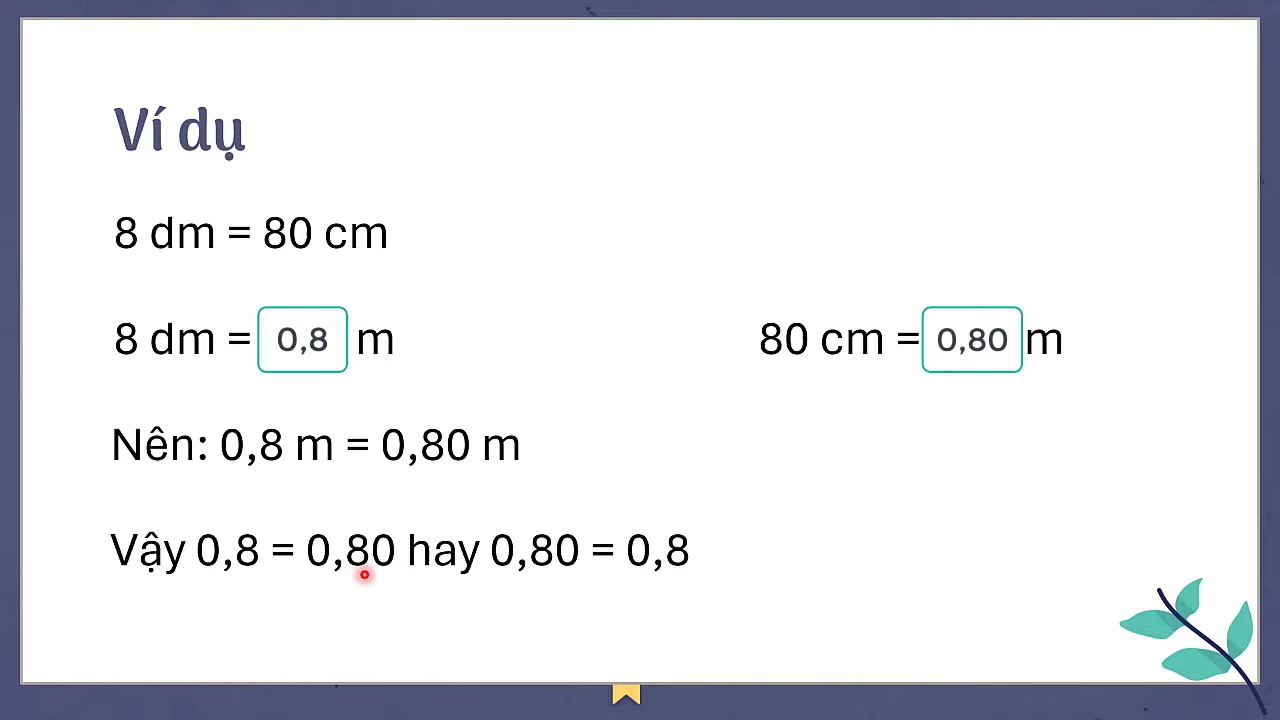 Ví dụ
8 dm = 80 cm
8 dm = 0,8 m
80 cm = 0,80 m
Nên: 0,8 m = 0,80 m
Vậy 0,8 = 0,80 hay 0,80 = 0,8